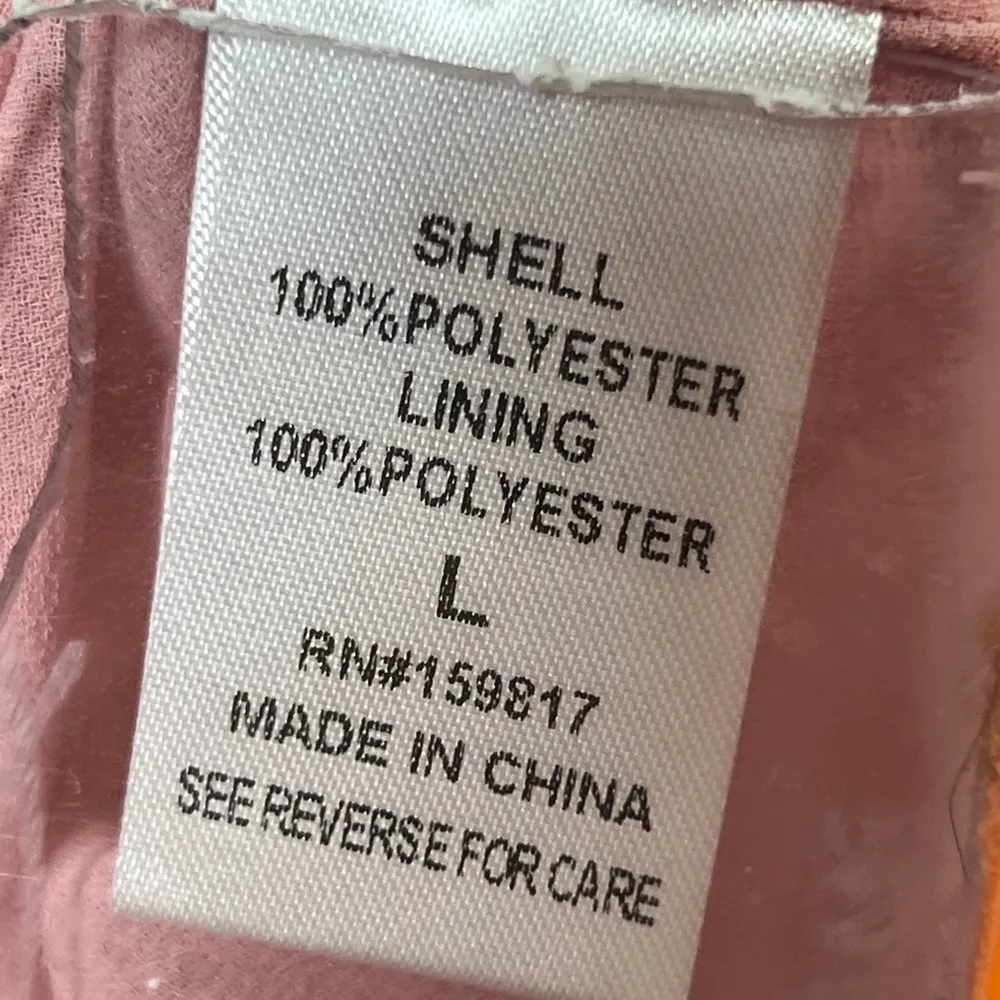 SHELL
100%POLYESTER
LINING
100%POLYESTER
L
RN#159817
MADE IN CHINA
SEE REVERSE FOR CARE